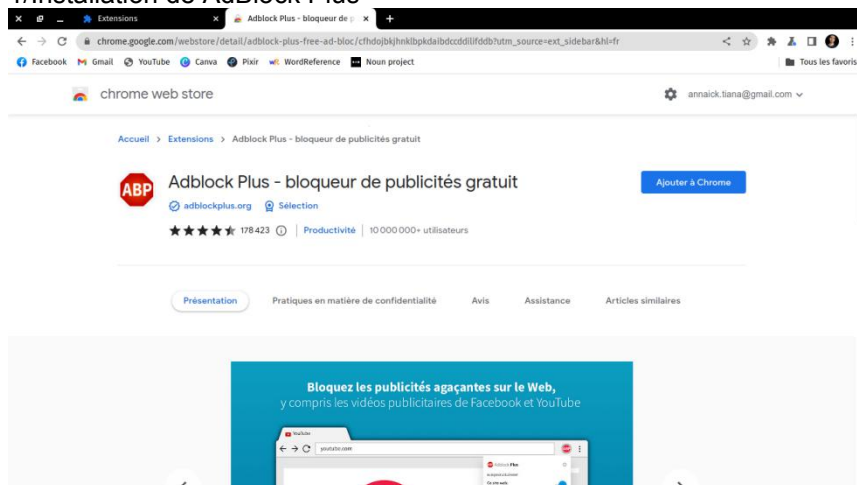 1/Installation de AdBlock Plus
Extensions
Adblock Plus - bloqueur de p
chrome.google.com/webstore/detail/adblock-plus-free-ad-bloc/cfhdojbkjhnklbpkdaibdccddilifddb?utm_source=ext_sidebar&hl=fr
Facebook Gmail YouTube Canva Pixlr WordReference Noun project Tous les favoris
chrome web store annaick.tiana@gmail.com
Accueil > Extensions > Adblock Plus - bloqueur de publicités gratuit
ABP
Adblock Plus - bloqueur de publicités gratuit
Ajouter à Chrome
adblockplus.org Sélection
178 423 Productivité 10 000 000+ utilisateurs
Présentation Pratiques en matière de confidentialité Avis Assistance Articles similaires
Bloquez les publicités agaçantes sur le Web,
y compris les vidéos publicitaires de Facebook et YouTube
YouTube
youtube.com
Adblock Plus